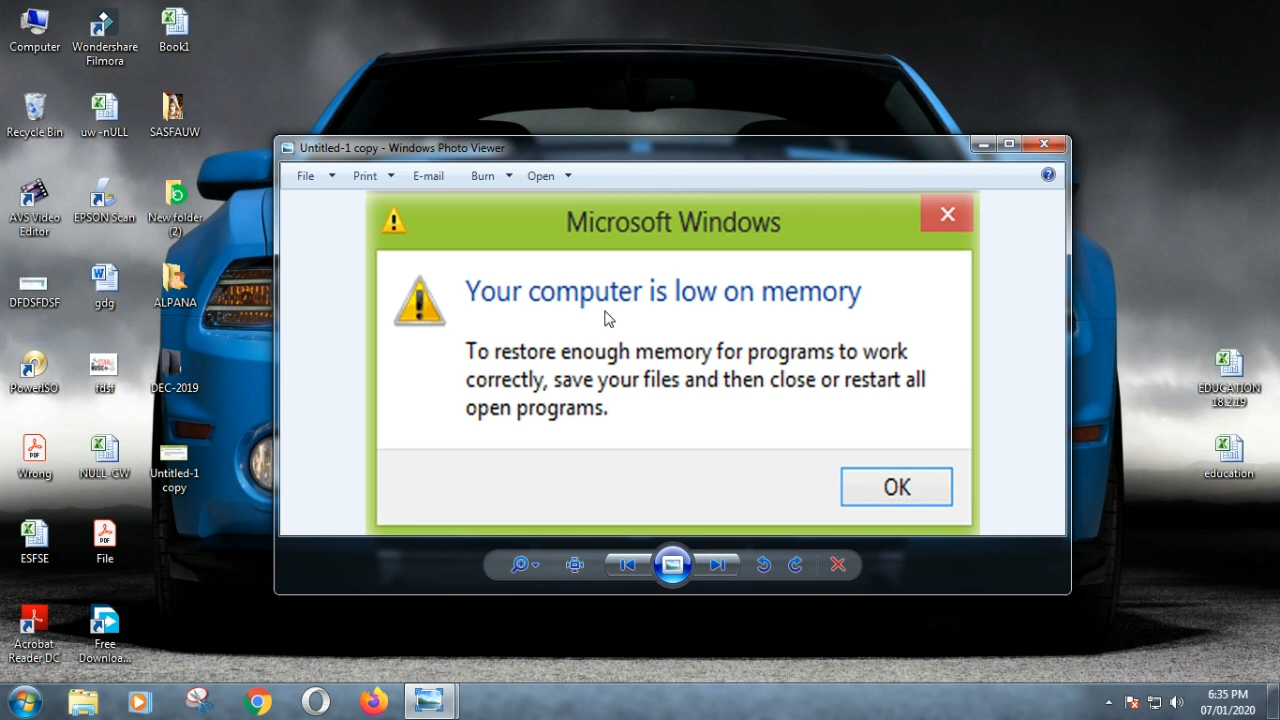 Computer
Wondershare
Filmora
Book1
Recycle Bin
uw -nULL
SASFAUW
AVS Video
Editor
EPSON Scan
New folder
(2)
DFDSFDSF
gdg
ALPANA
PowerISO
fdsf
DEC-2019
Wrong
NULL-GW
Untitled-1
copy
ESFSE
File
Acrobat
Reader DC
Free
Downloa...
Untitled-1 copy - Windows Photo Viewer
File Print E-mail Burn Open
Microsoft Windows
Your computer is low on memory
To restore enough memory for programs to work
correctly, save your files and then close or restart all
open programs.
OK
EDUCATION
18.2.19
education
6:35 PM
07/01/2020